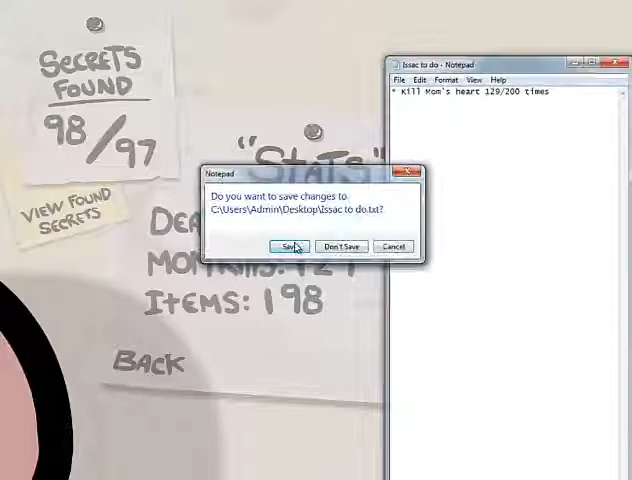 SECRETS
FOUND
98/97
VIEW FOUND
SECRETS
"STATS"
ITEMS: 198
BACK
Issac to do - Notepad
File Edit Format View Help
* Kill Mom's heart 129/200 times
Notepad
Do you want to save changes to
C:\Users\Admin\Desktop\Issac to do.txt?
Save Don't Save Cancel